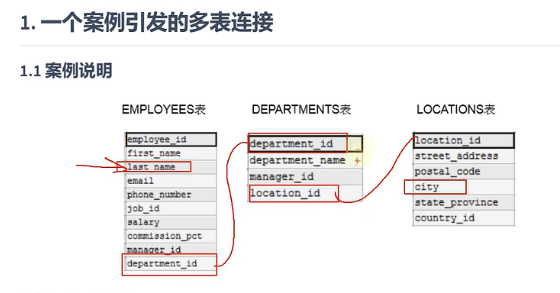 1. 一个案例引发的多表连接
1.1 案例说明
EMPLOYEES表
employee_id
first_name
last_name
email
phone_number
job_id
salary
commission_pct
manager_id
department_id
DEPARTMENTS表
department_id
department_name
manager_id
location_id
LOCATIONS表
location_id
street_address
postal_code
city
state_province
country_id